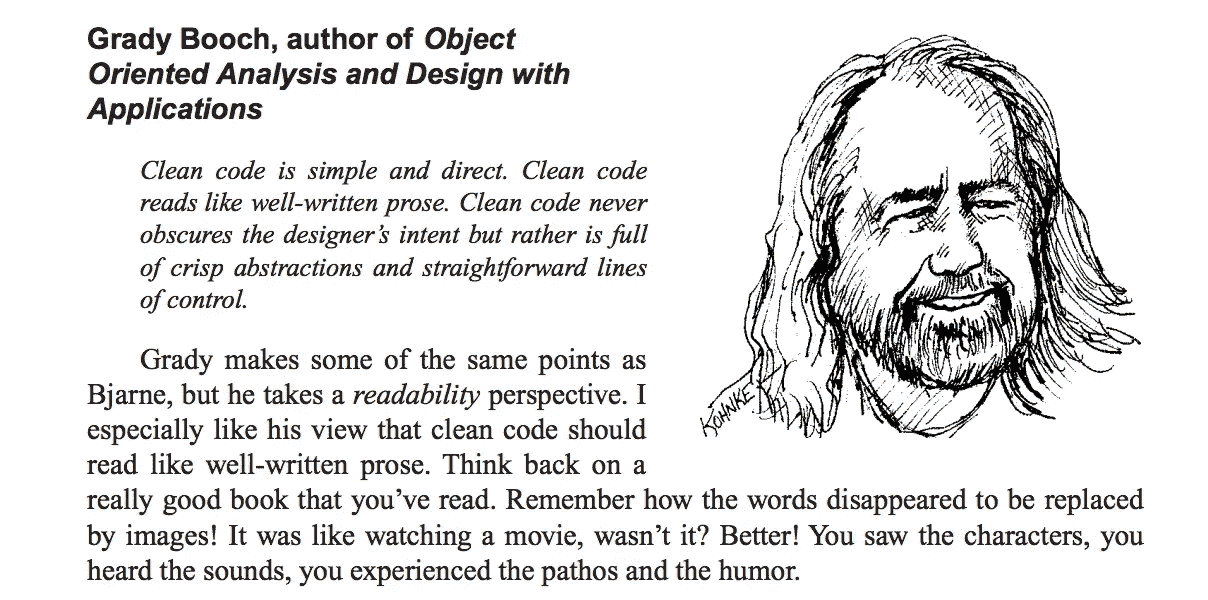 Grady Booch, author of Object
Oriented Analysis and Design with
Applications
Clean code is simple and direct. Clean code
reads like well-written prose. Clean code never
obscures the designer’s intent but rather is full
of crisp abstractions and straightforward lines
of control.
Grady makes some of the same points as
Bjarne, but he takes a readability perspective. I
especially like his view that clean code should
read like well-written prose. Think back on a
really good book that you’ve read. Remember how the words disappeared to be replaced
by images! It was like watching a movie, wasn’t it? Better! You saw the characters, you
heard the sounds, you experienced the pathos and the humor.
KOHNKE